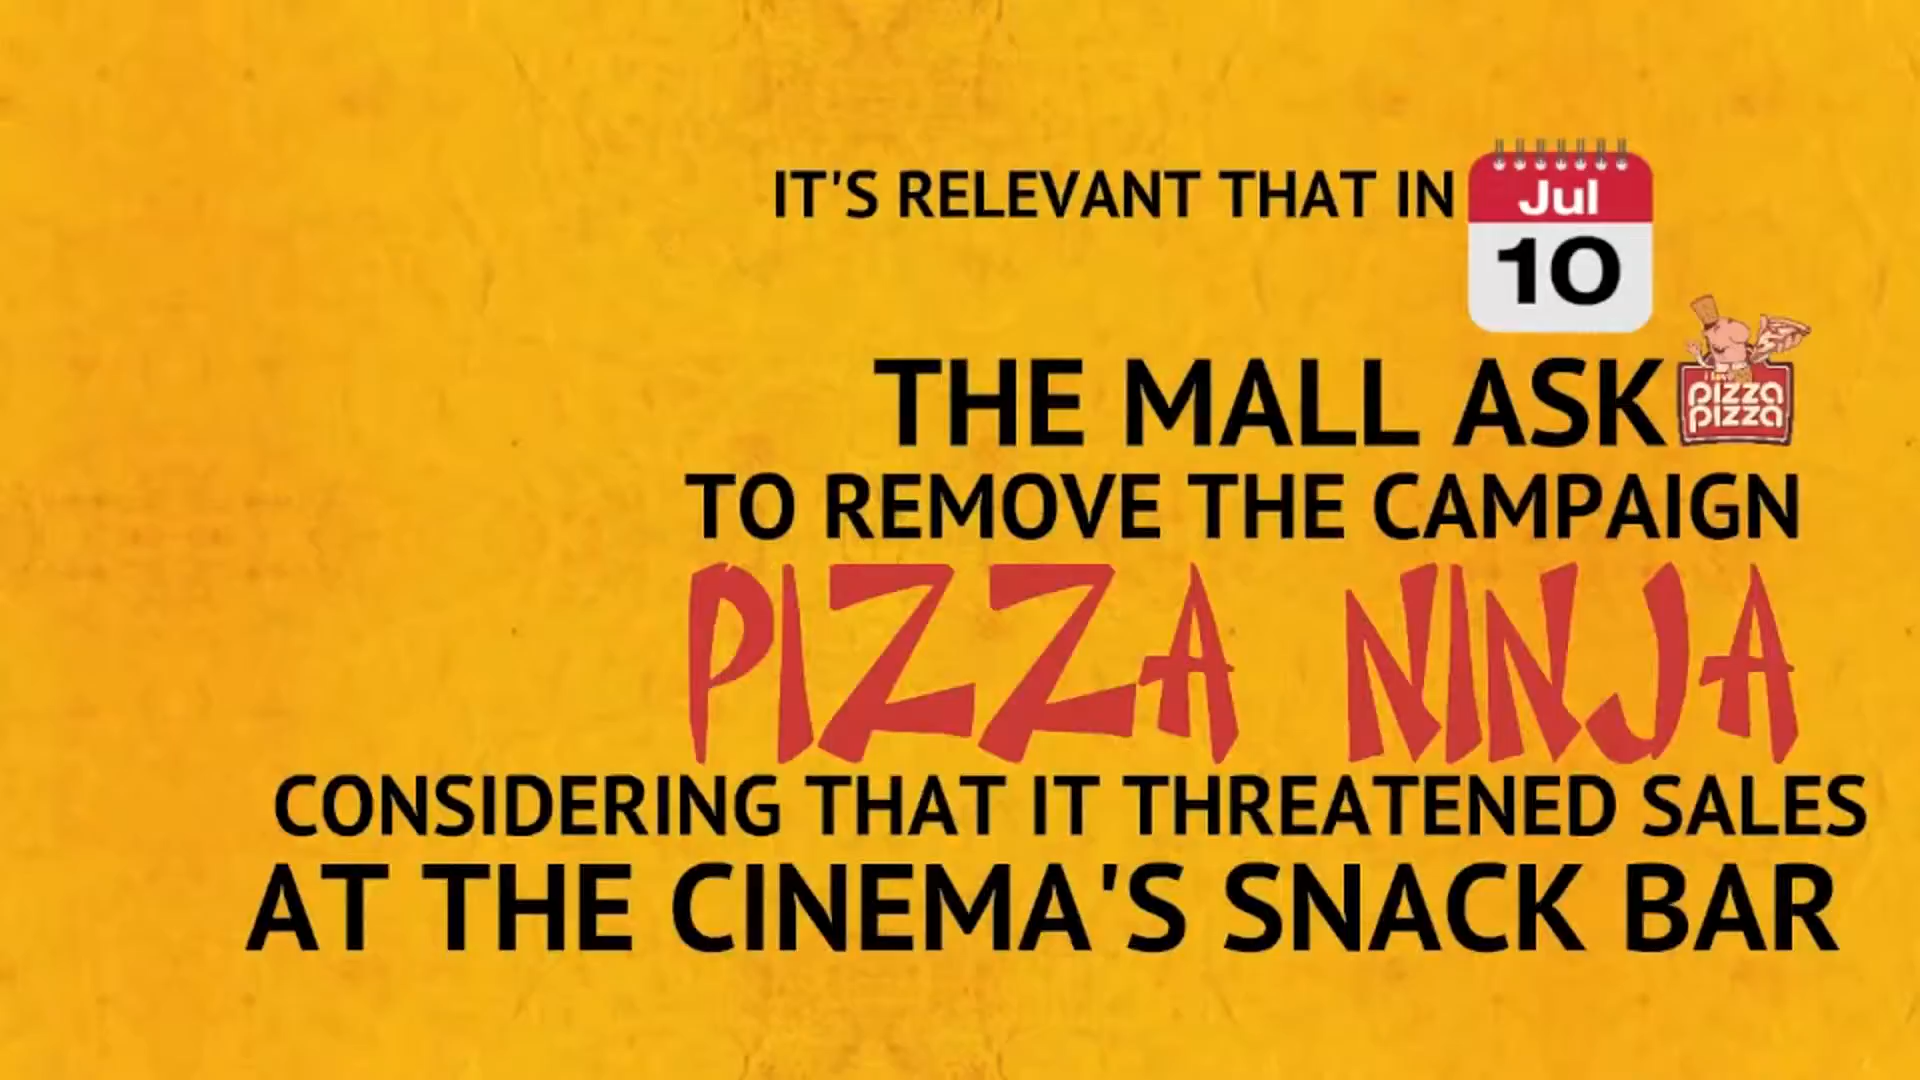 IT'S RELEVANT THAT IN
Jul
10
THE MALL ASK
pizza
pizza
TO REMOVE THE CAMPAIGN
PIZZA NINJA
CONSIDERING THAT IT THREATENED SALES
AT THE CINEMA'S SNACK BAR